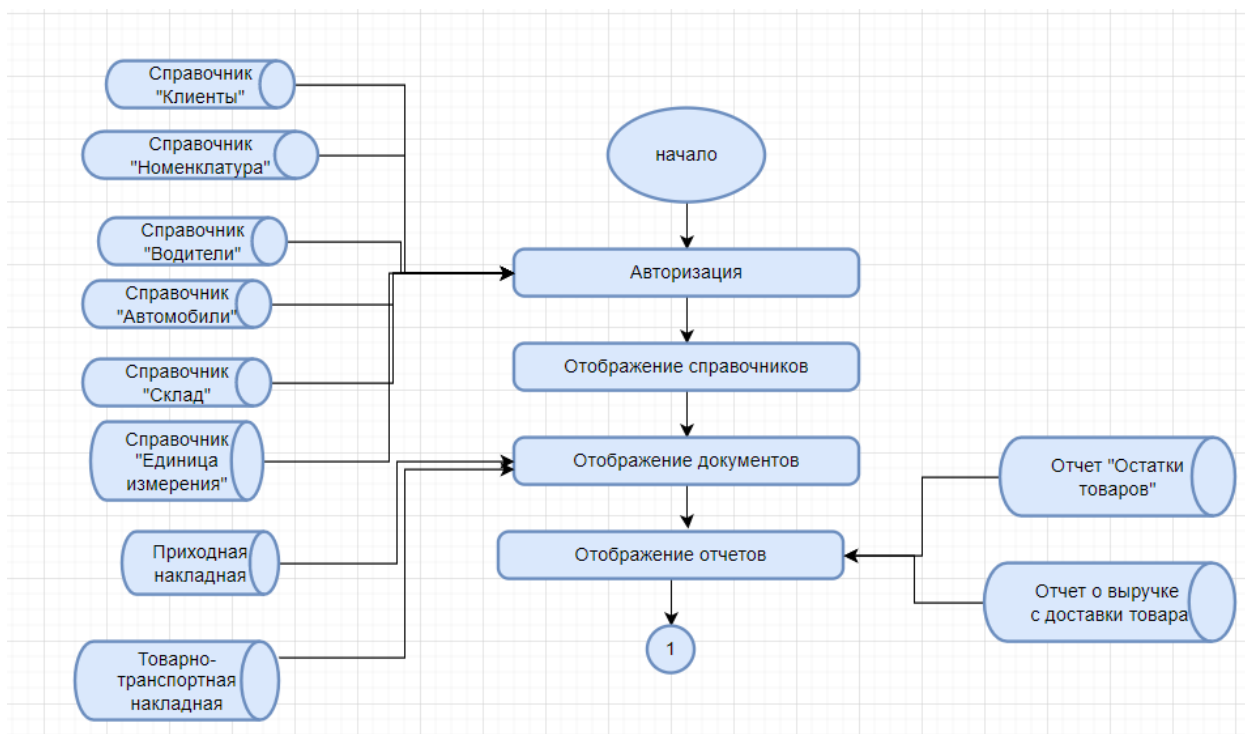 Справочник
"Клиенты"
Справочник
"Номенклатура"
Справочник
"Водители"
Справочник
"Автомобили"
Справочник
"Склад"
Справочник
"Единица
измерения"
Приходная
накладная
Товарно-
транспортная
накладная
начало
Авторизация
Отображение справочников
Отображение документов
Отображение отчетов
1
Отчет "Остатки
товаров"
Отчет о выручке
с доставки товара